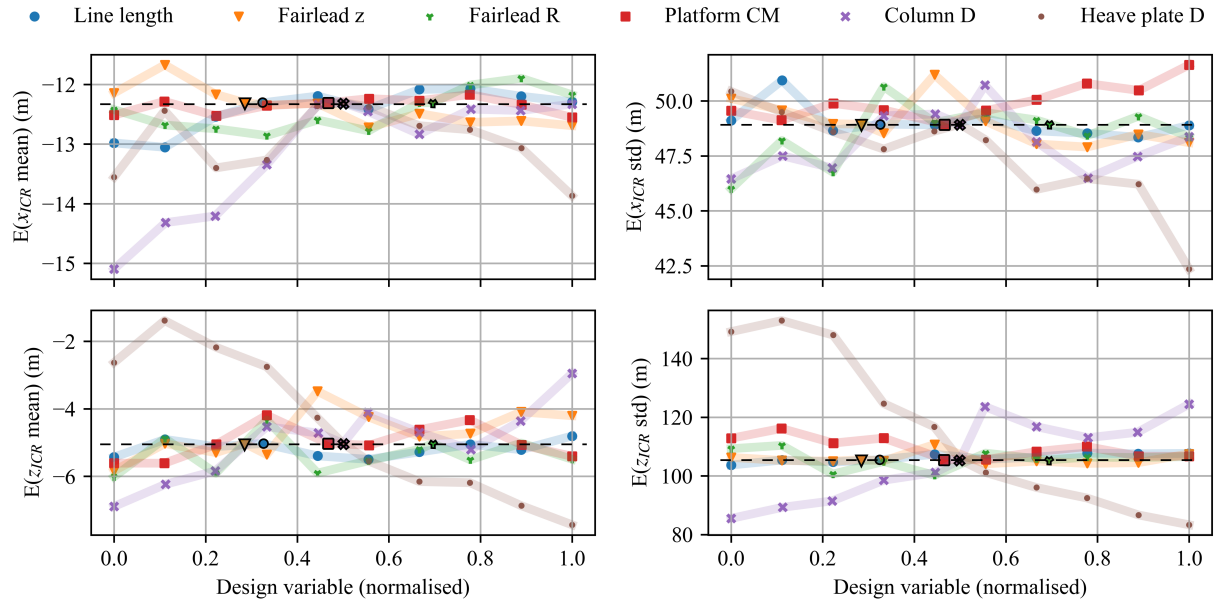 Line length Fairlead z Fairlead R Platform CM Column D Heave plate D
E(x_ICR mean) (m)
−12
−13
−14
−15
E(x_ICR std) (m)
50.0
47.5
45.0
42.5
E(z_ICR mean) (m)
−2
−4
−6
0.0 0.2 0.4 0.6 0.8 1.0
Design variable (normalised)
E(z_ICR std) (m)
140
120
100
80
0.0 0.2 0.4 0.6 0.8 1.0
Design variable (normalised)